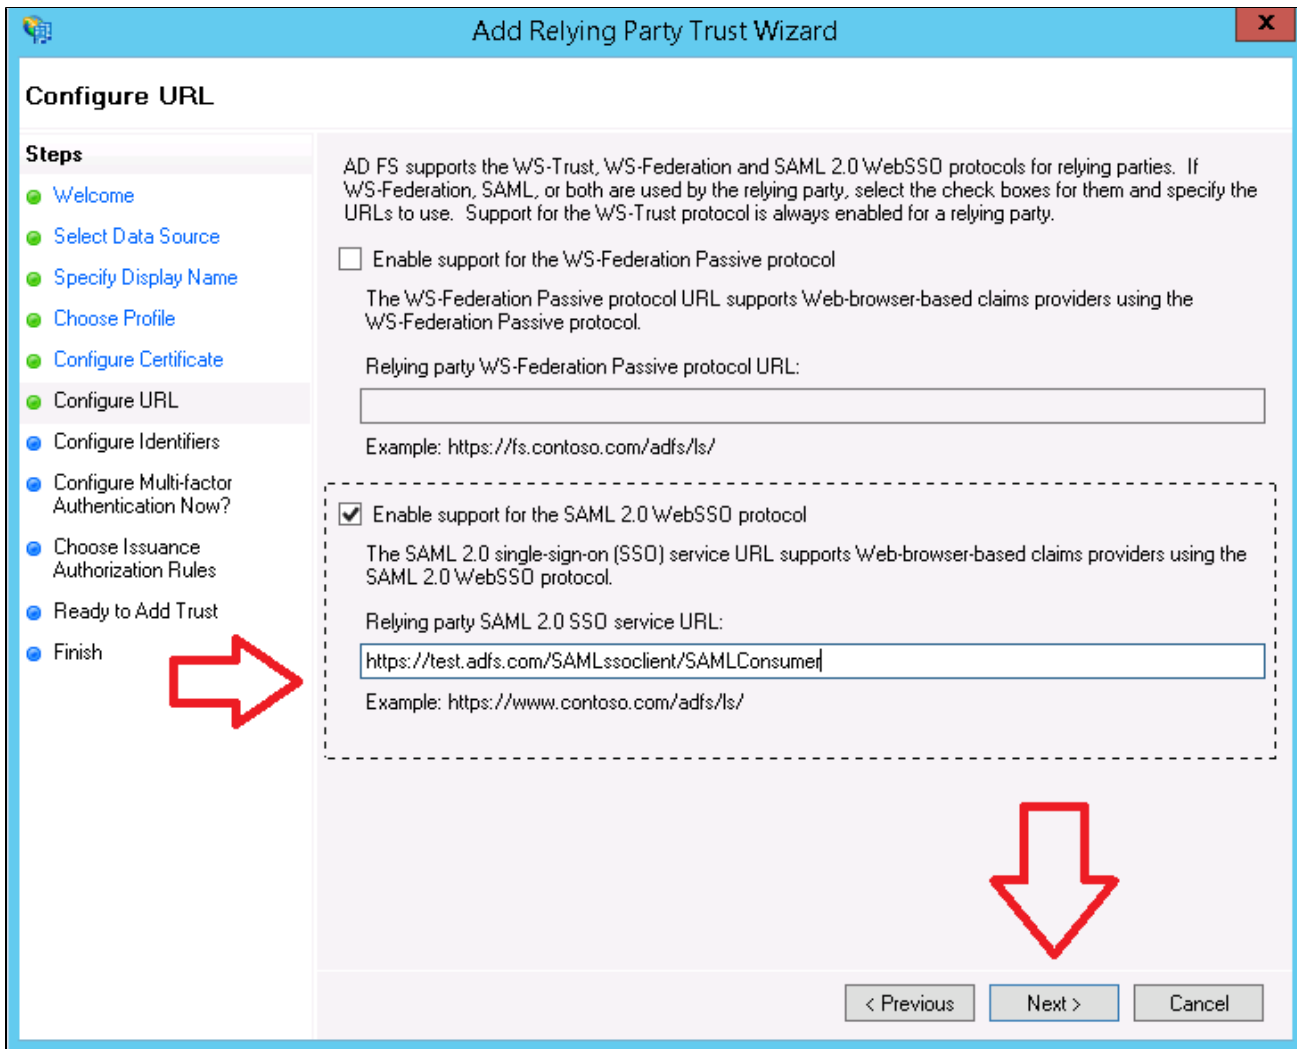 Add Relying Party Trust Wizard
X
Configure URL
Steps
Welcome
Select Data Source
Specify Display Name
Choose Profile
Configure Certificate
Configure URL
Configure Identifiers
Configure Multi-factor
Authentication Now?
Choose Issuance
Authorization Rules
Ready to Add Trust
Finish
AD FS supports the WS-Trust, WS-Federation and SAML 2.0 WebSSO protocols for relying parties. If
WS-Federation, SAML, or both are used by the relying party, select the check boxes for them and specify the
URLs to use. Support for the WS-Trust protocol is always enabled for a relying party.
Enable support for the WS-Federation Passive protocol
The WS-Federation Passive protocol URL supports Web-browser-based claims providers using the
WS-Federation Passive protocol.
Relying party WS-Federation Passive protocol URL:
Example: https://fs.contoso.com/adfs/ls/
Enable support for the SAML 2.0 WebSSO protocol
The SAML 2.0 single-sign-on (SSO) service URL supports Web-browser-based claims providers using the
SAML 2.0 WebSSO protocol.
Relying party SAML 2.0 SSO service URL:
https://test.adfs.com/SAMLssoclient/SAMLConsumer
Example: https://www.contoso.com/adfs/ls/
< Previous
Next >
Cancel